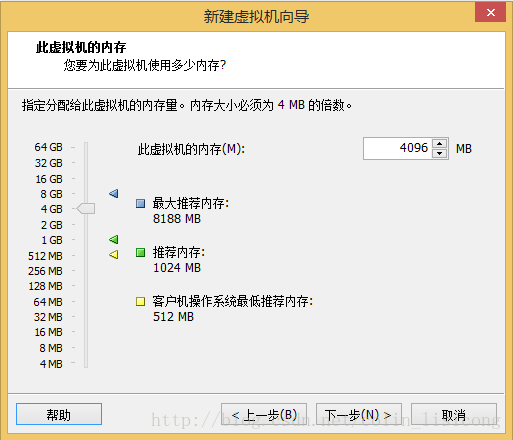 新建虚拟机向导
此虚拟机的内存
您要为此虚拟机使用多少内存?
指定分配给此虚拟机的内存量。内存大小必须为 4 MB 的倍数。
64 GB
32 GB
16 GB
8 GB
4 GB
2 GB
1 GB
512 MB
256 MB
128 MB
64 MB
32 MB
16 MB
8 MB
4 MB
此虚拟机的内存(M): 4096 MB
最大推荐内存:
8188 MB
推荐内存:
1024 MB
客户机操作系统最低推荐内存:
512 MB
帮助 < 上一步(B) 下一步(N) > 取消